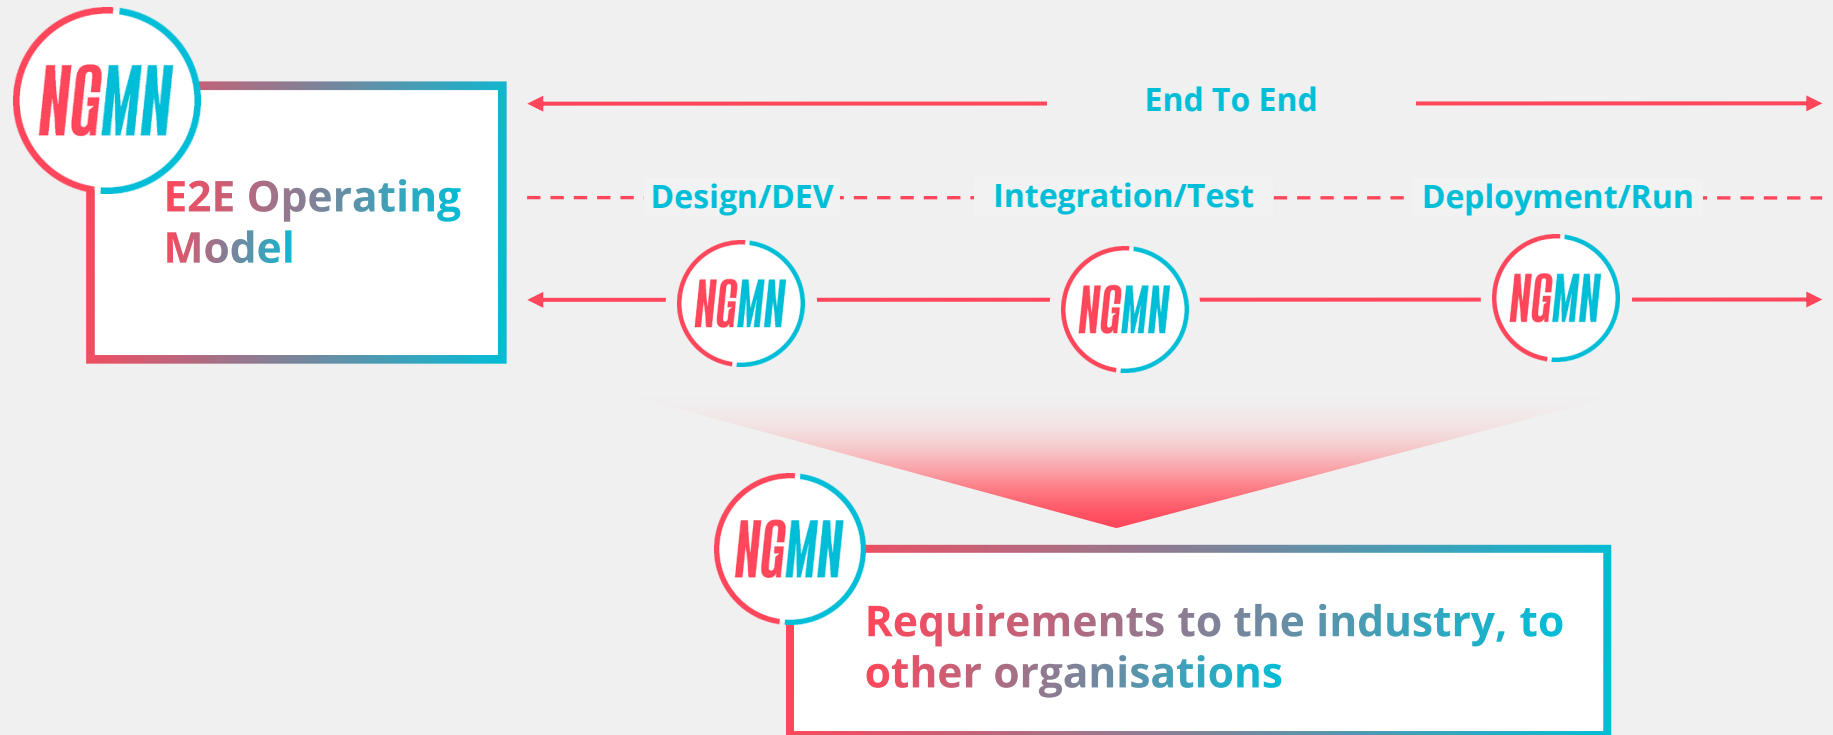 NGMN
E2E Operating
Model
End To End
Design/DEV
Integration/Test
Deployment/Run
NGMN
NGMN
NGMN
NGMN
Requirements to the industry, to
other organisations